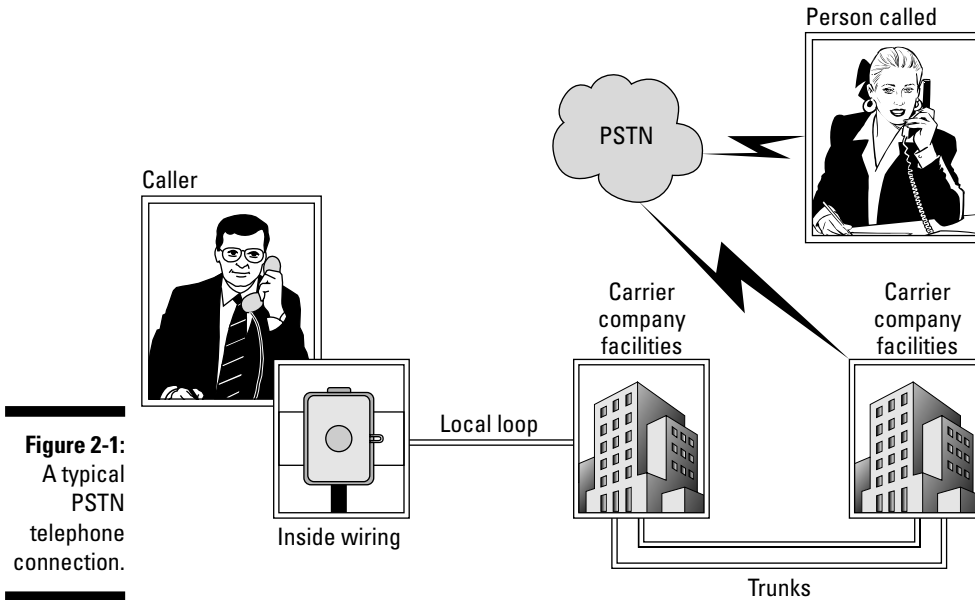 Person called
PSTN
Caller
Carrier
company
facilities
Carrier
company
facilities
Local loop
Figure 2-1:
A typical
PSTN
telephone
connection.
Inside wiring
Trunks